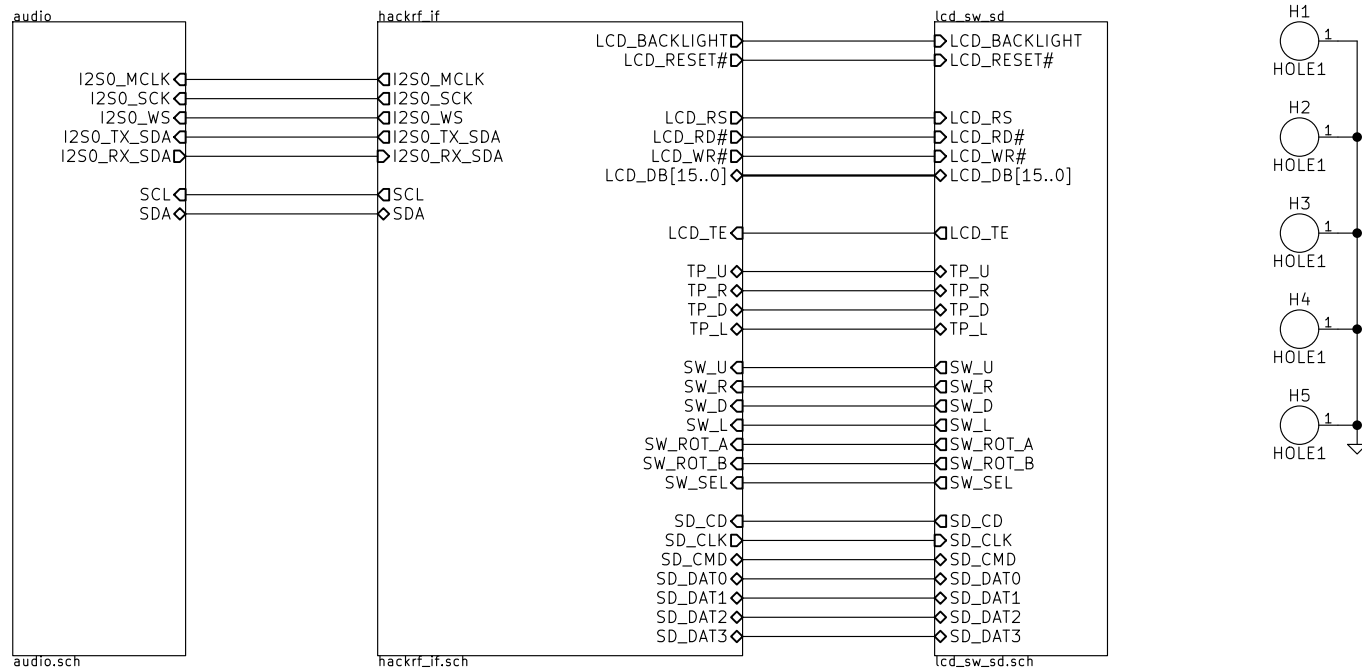 audio
I2S0_MCLK
I2S0_SCK
I2S0_WS
I2S0_TX_SDA
I2S0_RX_SDA
SCL
SDA
audio.sch
hackrf_if
I2S0_MCLK
I2S0_SCK
I2S0_WS
I2S0_TX_SDA
I2S0_RX_SDA
SCL
SDA
LCD_BACKLIGHT
LCD_RESET#
LCD_RS
LCD_RD#
LCD_WR#
LCD_DB[15..0]
LCD_TE
TP_U
TP_R
TP_D
TP_L
SW_U
SW_R
SW_D
SW_L
SW_ROT_A
SW_ROT_B
SW_SEL
SD_CD
SD_CLK
SD_CMD
SD_DAT0
SD_DAT1
SD_DAT2
SD_DAT3
hackrf_if.sch
lcd_sw_sd
LCD_BACKLIGHT
LCD_RESET#
LCD_RS
LCD_RD#
LCD_WR#
LCD_DB[15..0]
LCD_TE
TP_U
TP_R
TP_D
TP_L
SW_U
SW_R
SW_D
SW_L
SW_ROT_A
SW_ROT_B
SW_SEL
SD_CD
SD_CLK
SD_CMD
SD_DAT0
SD_DAT1
SD_DAT2
SD_DAT3
lcd_sw_sd.sch
H1
1
HOLE1
H2
1
HOLE1
H3
1
HOLE1
H4
1
HOLE1
H5
1
HOLE1